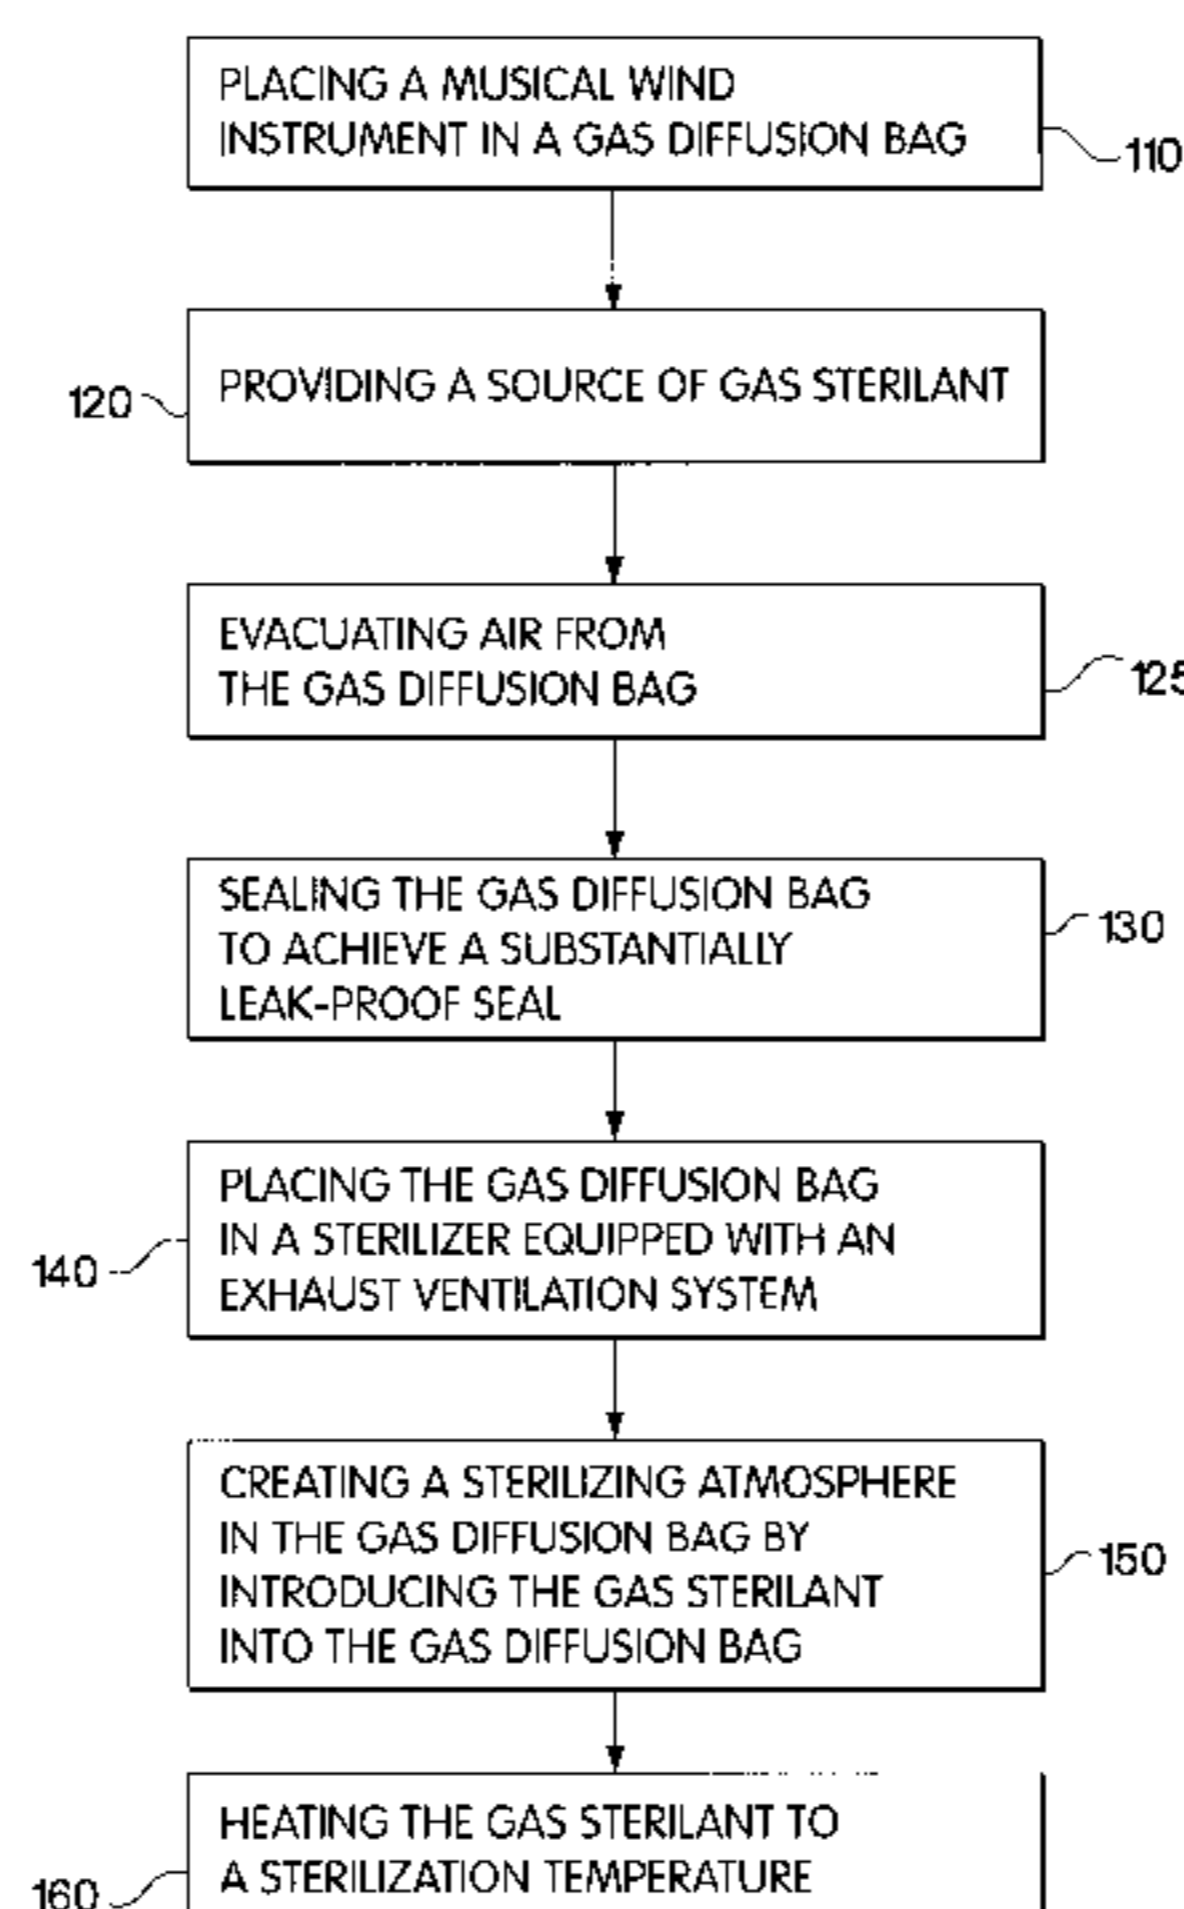 PLACING A MUSICAL WIND
INSTRUMENT IN A GAS DIFFUSION BAG
110
PROVIDING A SOURCE OF GAS STERILANT
120
EVACUATING AIR FROM
THE GAS DIFFUSION BAG
125
SEALING THE GAS DIFFUSION BAG
TO ACHIEVE A SUBSTANTIALLY
LEAK-PROOF SEAL
130
PLACING THE GAS DIFFUSION BAG
IN A STERILIZER EQUIPPED WITH AN
EXHAUST VENTILATION SYSTEM
140
CREATING A STERILIZING ATMOSPHERE
IN THE GAS DIFFUSION BAG BY
INTRODUCING THE GAS STERILANT
INTO THE GAS DIFFUSION BAG
150
HEATING THE GAS STERILANT TO
A STERILIZATION TEMPERATURE
160